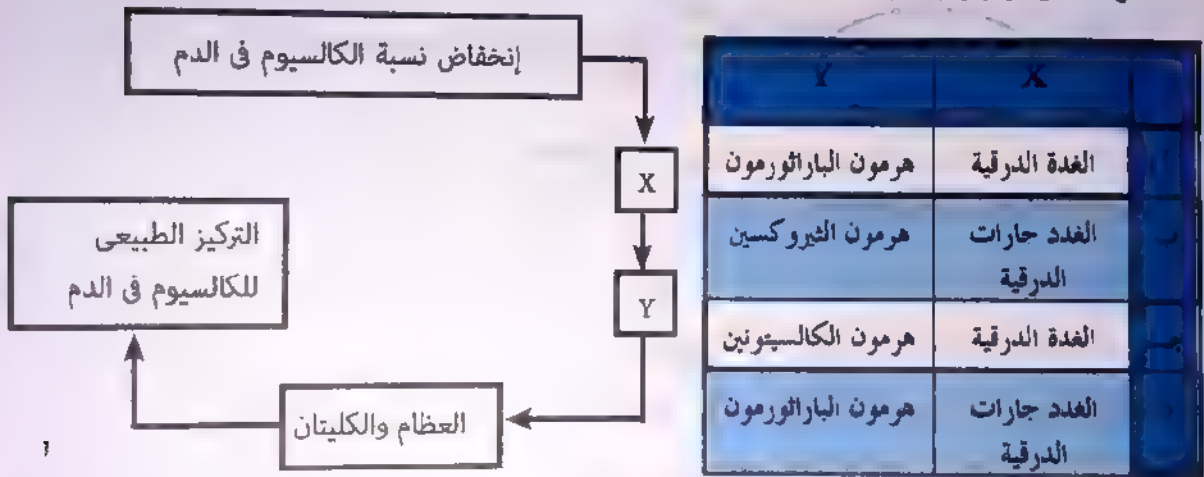 إنخفاض نسبة الكالسيوم فى الدم
X
Y
العظام والكليتان
التركيز الطبيعى
للكالسيوم فى الدم
X Y
أ الغدة الدرقية هرمون الباراثورمون
ب الغدد جارات هرمون الثيروكسين
الدرقية
جـ الغدة الدرقية هرمون الكالسيتونين
د الغدد جارات هرمون الباراثورمون
الدرقية